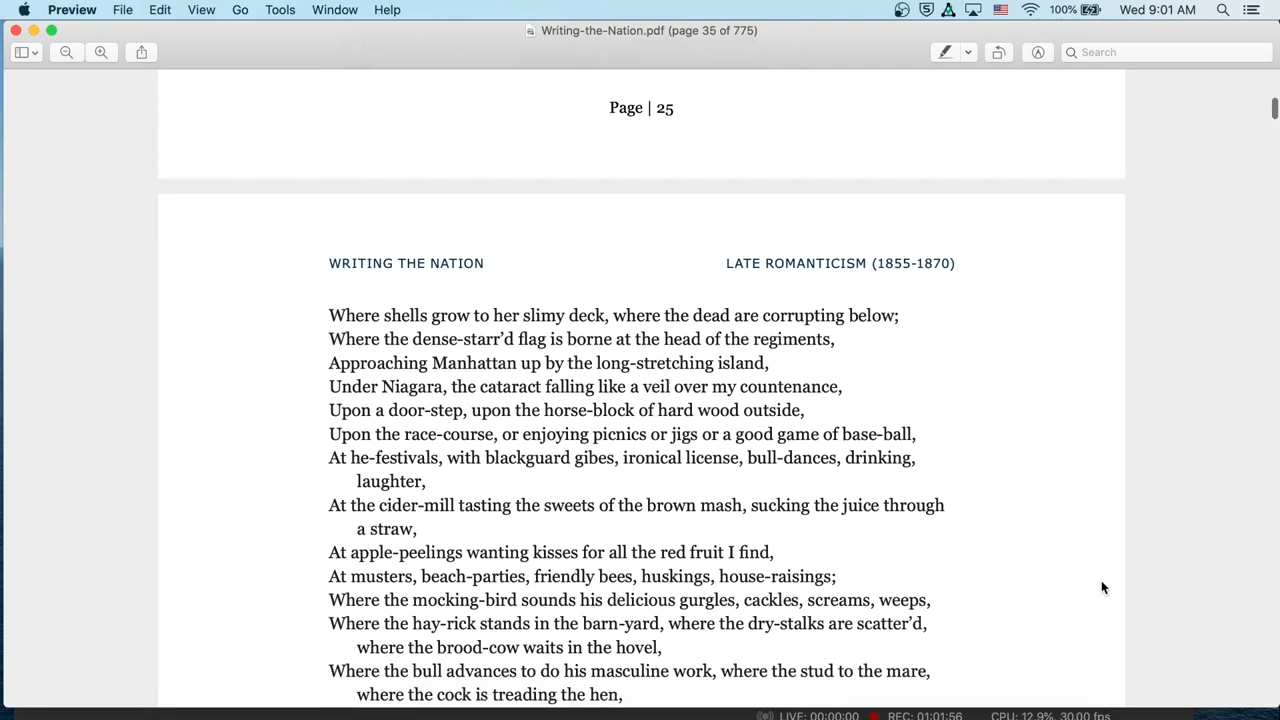 Preview File Edit View Go Tools Window Help 100% Wed 9:01 AM
Writing-the-Nation.pdf (page 35 of 775)
Search
Page | 25
WRITING THE NATION LATE ROMANTICISM (1855-1870)
Where shells grow to her slimy deck, where the dead are corrupting below;
Where the dense-starr’d flag is borne at the head of the regiments,
Approaching Manhattan up by the long-stretching island,
Under Niagara, the cataract falling like a veil over my countenance,
Upon a door-step, upon the horse-block of hard wood outside,
Upon the race-course, or enjoying picnics or jigs or a good game of base-ball,
At he-festivals, with blackguard gibes, ironical license, bull-dances, drinking,
laughter,
At the cider-mill tasting the sweets of the brown mash, sucking the juice through
a straw,
At apple-peelings wanting kisses for all the red fruit I find,
At musters, beach-parties, friendly bees, huskings, house-raisings;
Where the mocking-bird sounds his delicious gurgles, cackles, screams, weeps,
Where the hay-rick stands in the barn-yard, where the dry-stalks are scatter’d,
where the brood-cow waits in the hovel,
Where the bull advances to do his masculine work, where the stud to the mare,
where the cock is treading the hen,
LIVE: 00:00:00 REC: 01:01:56 CPU: 12.9%, 30.00 fps